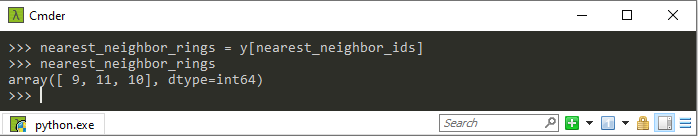 Cmder
>>> nearest_neighbor_rings = y[nearest_neighbor_ids]
>>> nearest_neighbor_rings
array([ 9, 11, 10], dtype=int64)
>>>
python.exe
Search